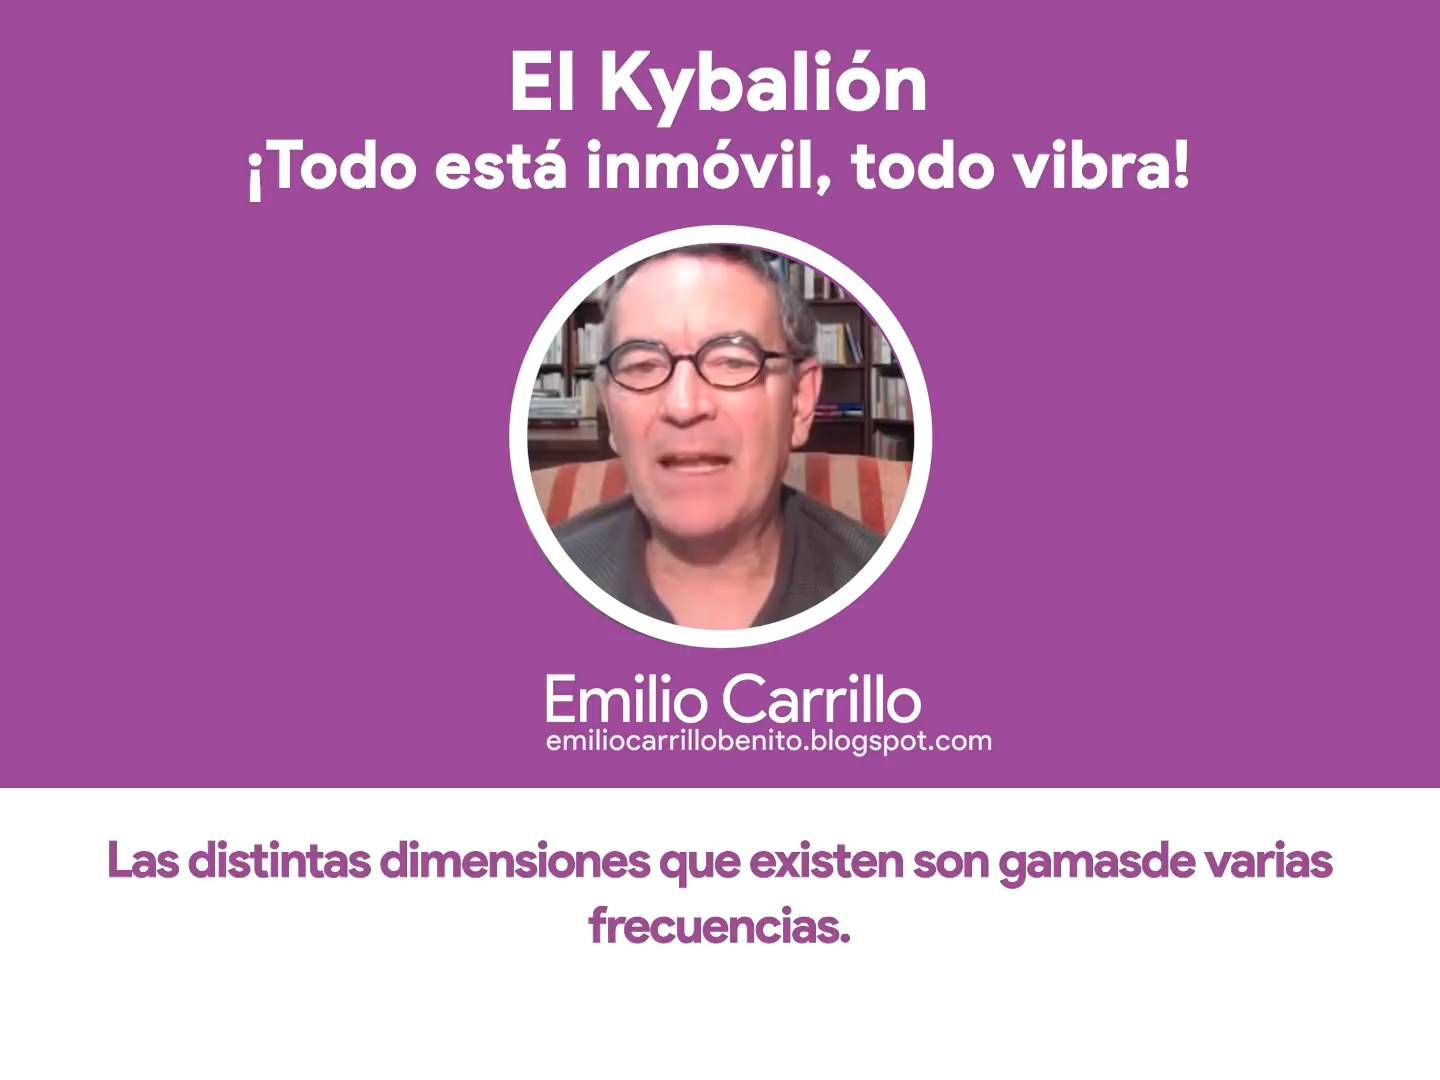 El Kybalión
¡Todo está inmóvil, todo vibra!
Emilio Carrillo
emiliocarrillobenito.blogspot.com
Las distintas dimensiones que existen son gamasde varias
frecuencias.